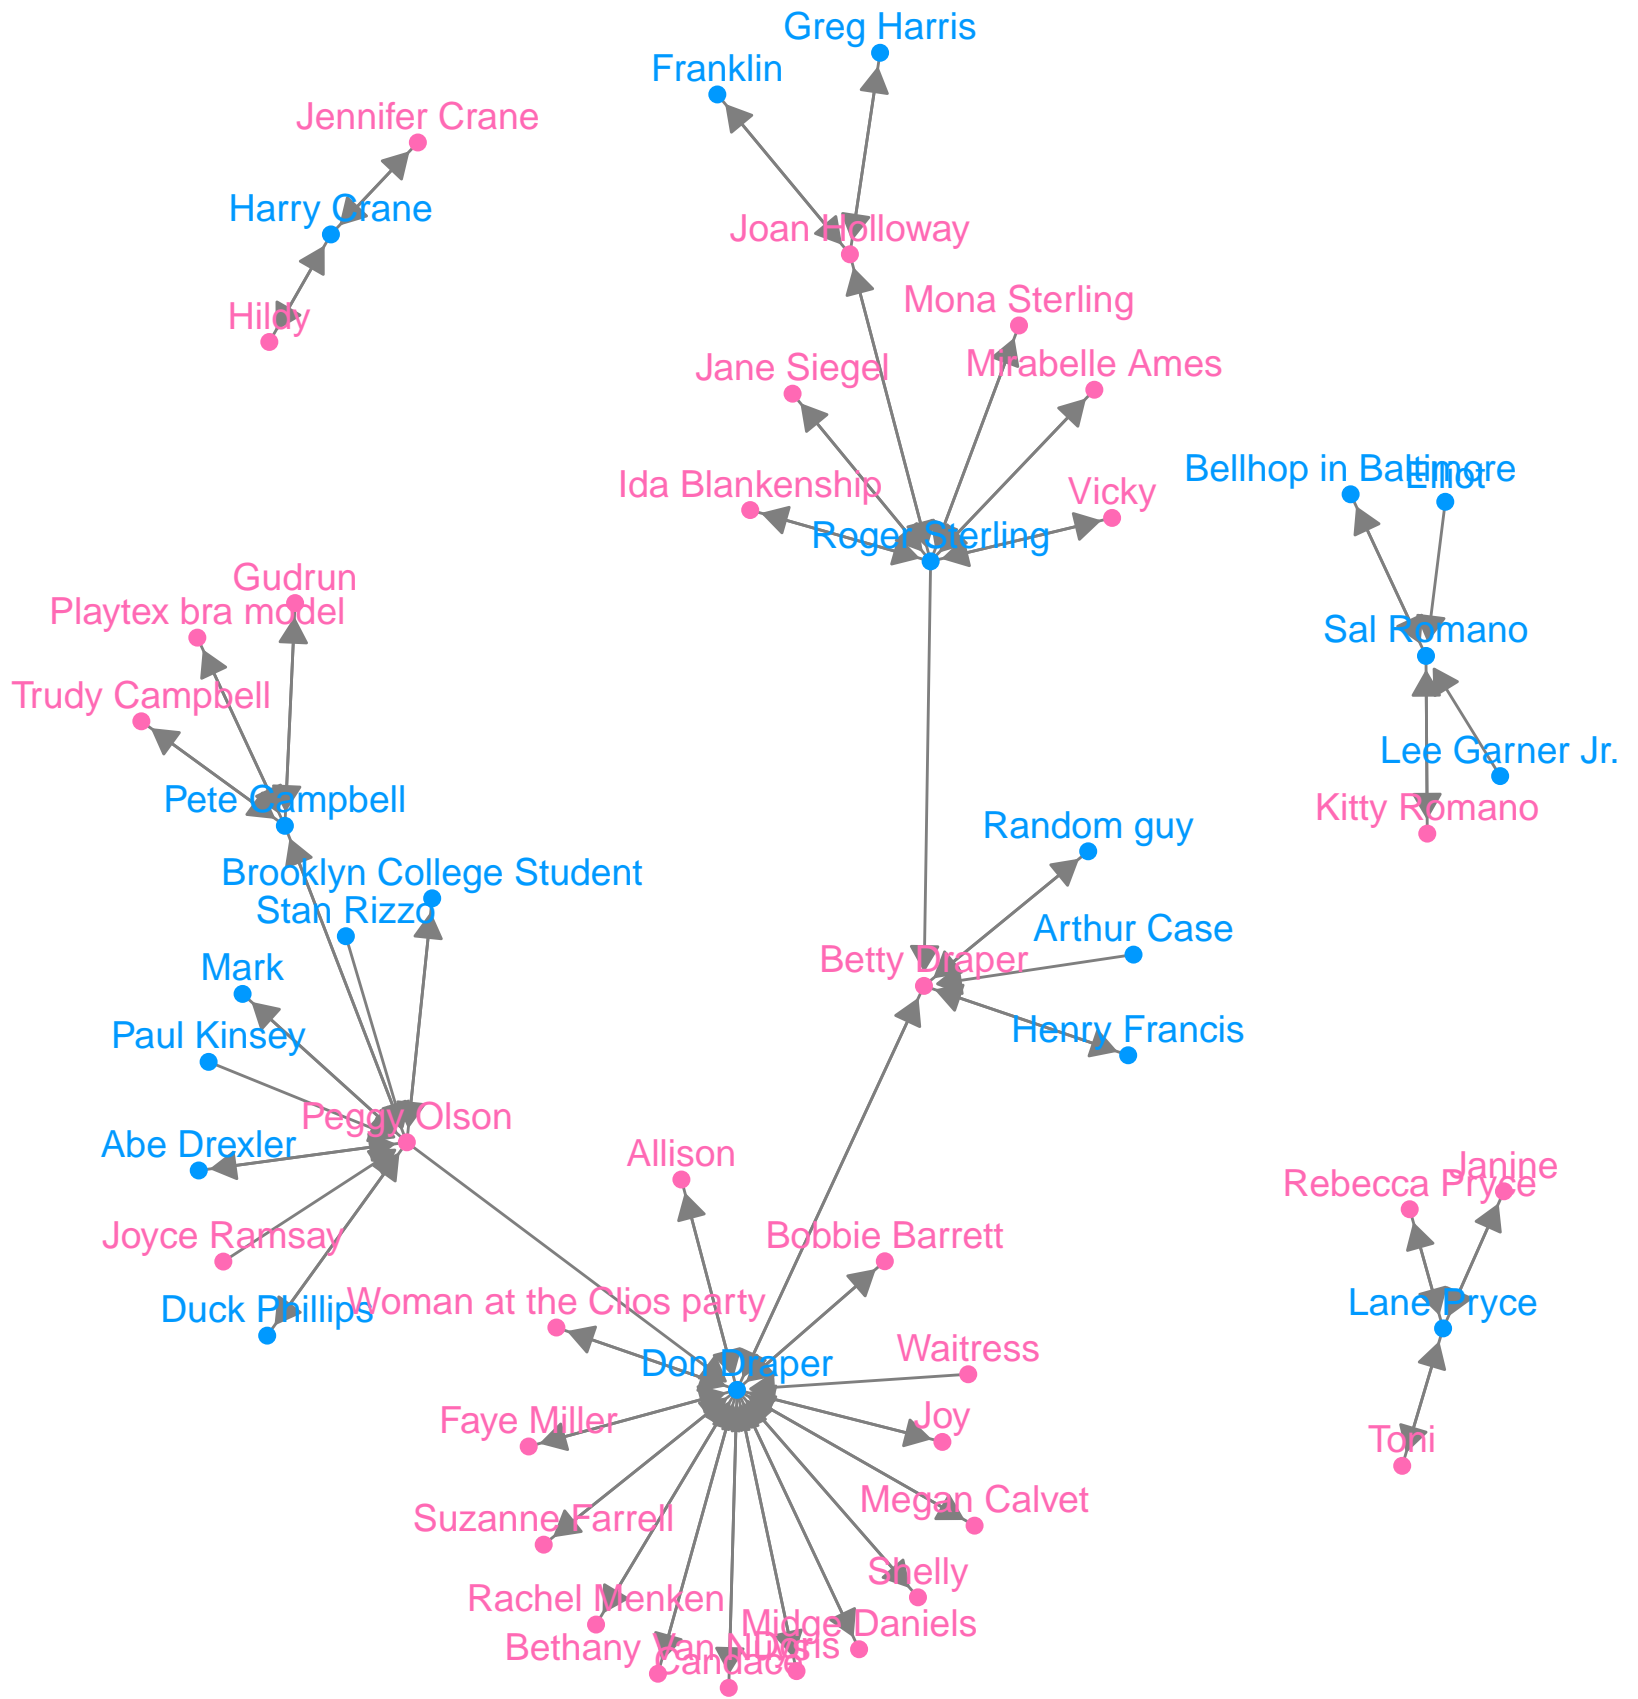 Greg Harris
Franklin
Jennifer Crane
Harry Crane
Joan Holloway
Mona Sterling
Hildy
Mirabelle Ames
Jane Siegel
Bellhop in Baltimore
Elliot
Ida Blankenship
Vicky
Roger Sterling
Gudrun
Playtex bra model
Sal Romano
Trudy Campbell
Lee Garner Jr.
Pete Campbell
Kitty Romano
Random guy
Brooklyn College Student
Stan Rizzo
Arthur Case
Betty Draper
Mark
Henry Francis
Paul Kinsey
Peggy Olson
Abe Drexler
Allison
Janine
Rebecca Pryce
Joyce Ramsay
Bobbie Barrett
Woman at the Clios party
Duck Phillips
Lane Pryce
Waitress
Don Draper
Joy
Faye Miller
Toni
Megan Calvet
Suzanne Farrell
Shelly
Rachel Menken
Midge Daniels
Bethany Van Nuys
Doris
Candace